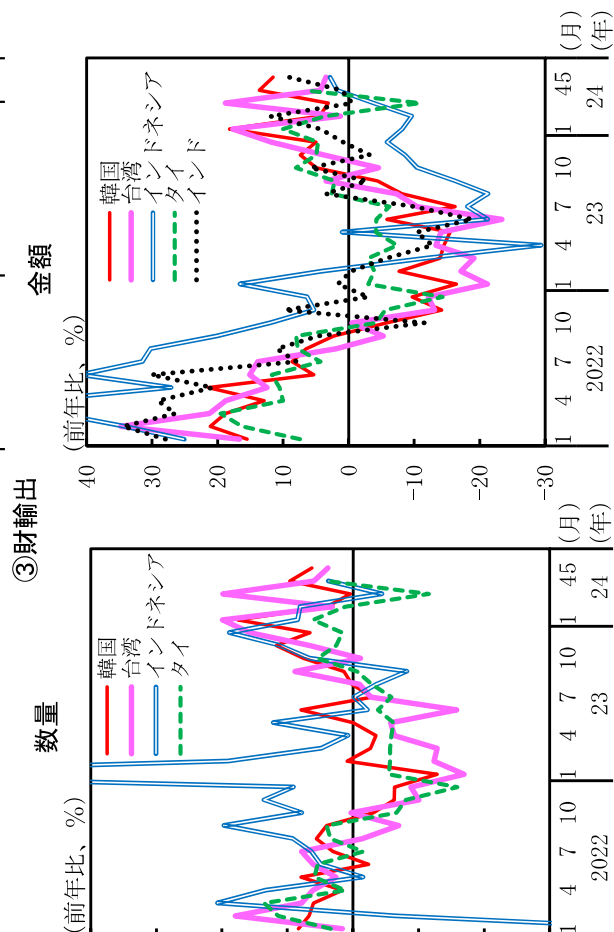 ③財輸出
数量
(前年比、%)
韓国
台湾
インドネシア
タイ
1 4 7 10 1 4 7 10 1 45 (月)
2022 23 24 (年)
金額
(前年比、%)
40
30
20
10
0
-10
-20
-30
韓国
台湾
インドネシア
タイ
インド
1 4 7 10 1 4 7 10 1 45 (月)
2022 23 24 (年)